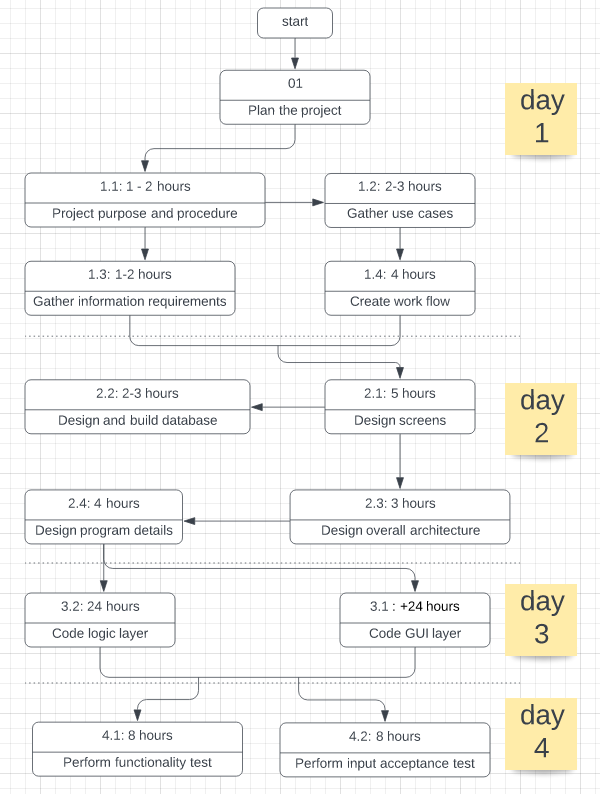 start
01
Plan the project
day
1
1.1: 1 - 2 hours
Project purpose and procedure
1.2: 2-3 hours
Gather use cases
1.3: 1-2 hours
Gather information requirements
1.4: 4 hours
Create work flow
2.2: 2-3 hours
Design and build database
2.1: 5 hours
Design screens
day
2
2.4: 4 hours
Design program details
2.3: 3 hours
Design overall architecture
3.2: 24 hours
Code logic layer
3.1 : +24 hours
Code GUI layer
day
3
4.1: 8 hours
Perform functionality test
4.2: 8 hours
Perform input acceptance test
day
4